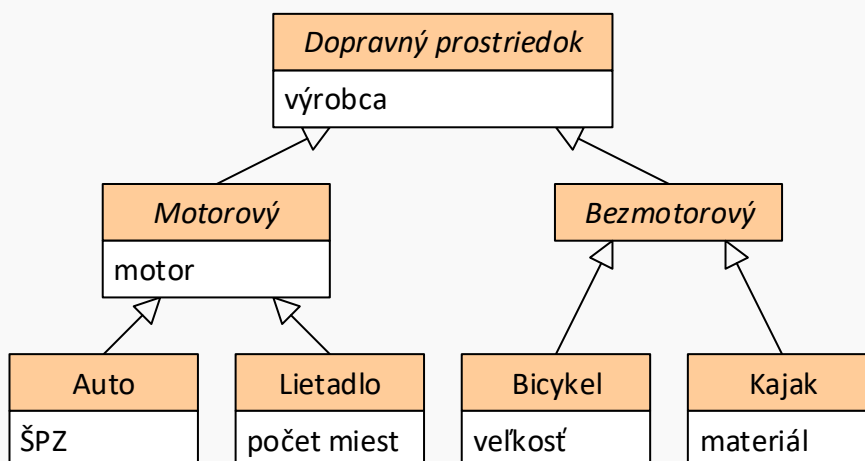 Dopravný prostriedok
výrobca
Motorový
motor
Bezmotorový
Auto
ŠPZ
Lietadlo
počet miest
Bicykel
veľkosť
Kajak
materiál